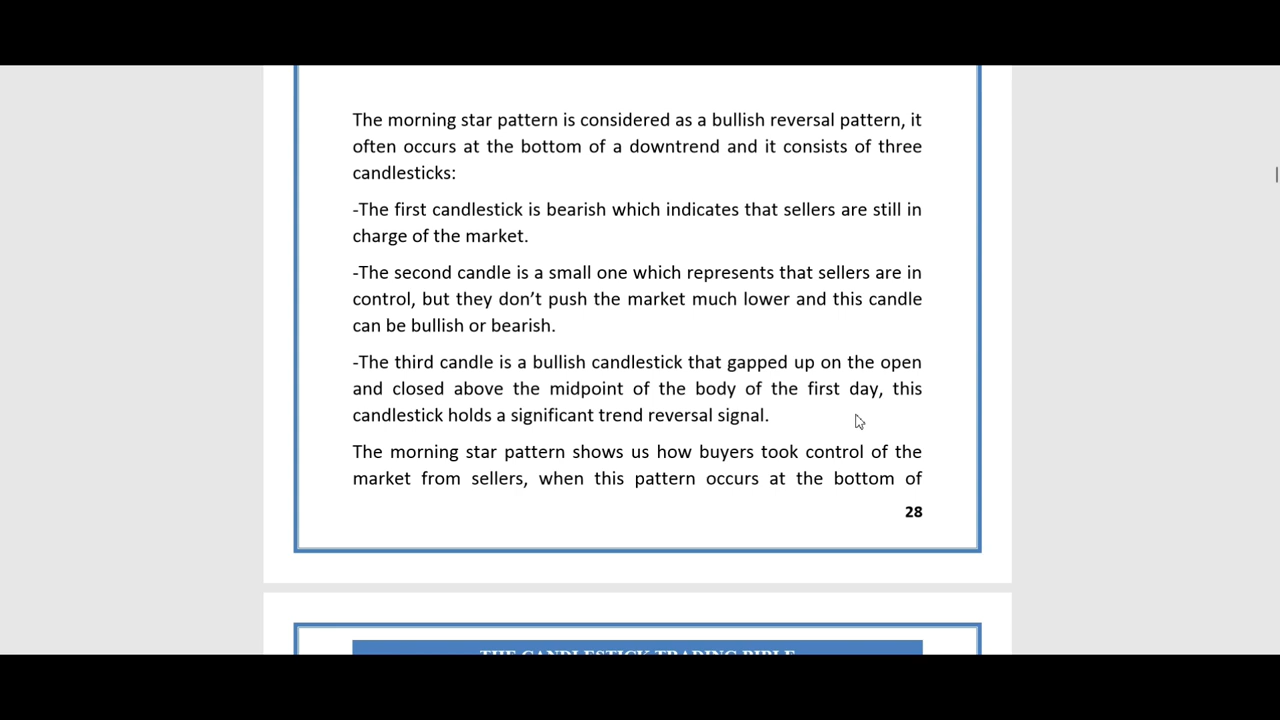 The morning star pattern is considered as a bullish reversal pattern, it
often occurs at the bottom of a downtrend and it consists of three
candlesticks:
-The first candlestick is bearish which indicates that sellers are still in
charge of the market.
-The second candle is a small one which represents that sellers are in
control, but they don’t push the market much lower and this candle
can be bullish or bearish.
-The third candle is a bullish candlestick that gapped up on the open
and closed above the midpoint of the body of the first day, this
candlestick holds a significant trend reversal signal.
The morning star pattern shows us how buyers took control of the
market from sellers, when this pattern occurs at the bottom of
28
THE CANDLESTICK TRADING BIBLE